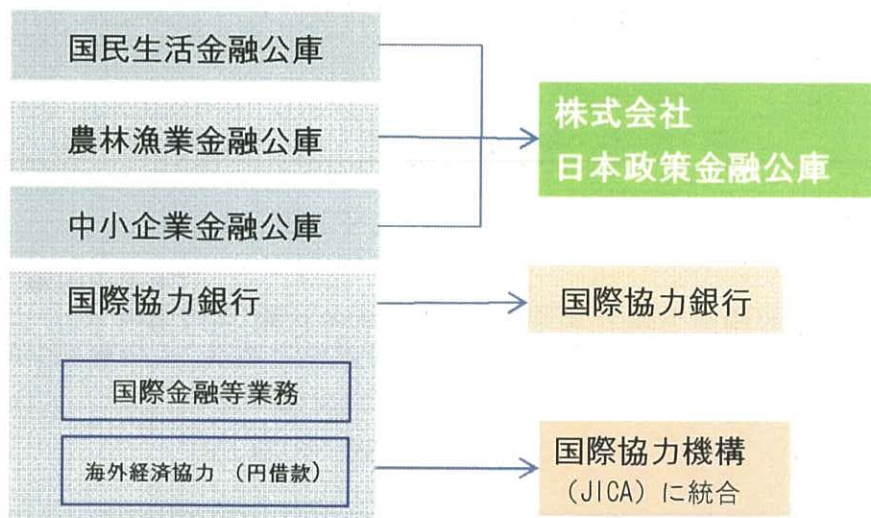 国民生活金融公庫
農林漁業金融公庫
中小企業金融公庫
株式会社
日本政策金融公庫
国際協力銀行
国際協力銀行
国際金融等業務
海外経済協力 （円借款）
国際協力機構
（JICA）に統合